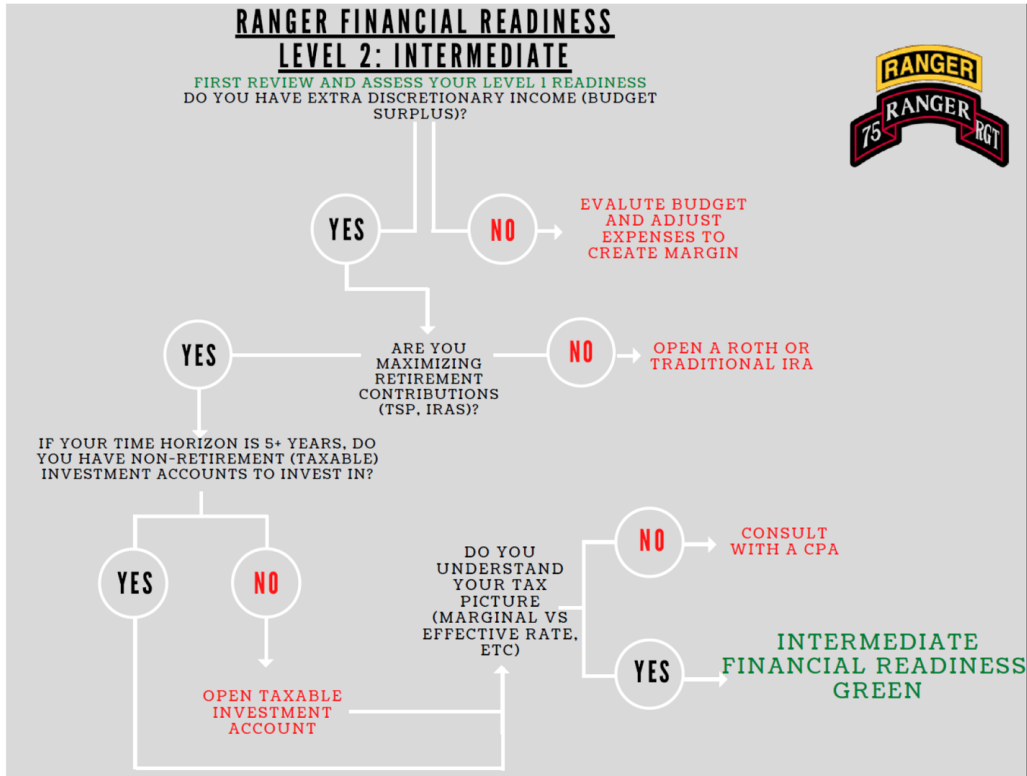 RANGER FINANCIAL READINESS
LEVEL 2: INTERMEDIATE
FIRST REVIEW AND ASSESS YOUR LEVEL 1 READINESS
DO YOU HAVE EXTRA DISCRETIONARY INCOME (BUDGET
SURPLUS)?
RANGER
75 RANGER RGT
YES
NO
EVALUTE BUDGET
AND ADJUST
EXPENSES TO
CREATE MARGIN
YES
ARE YOU
MAXIMIZING
RETIREMENT
CONTRIBUTIONS
(TSP, IRAS)?
NO
OPEN A ROTH OR
TRADITIONAL IRA
IF YOUR TIME HORIZON IS 5+ YEARS, DO
YOU HAVE NON-RETIREMENT (TAXABLE)
INVESTMENT ACCOUNTS TO INVEST IN?
YES
NO
OPEN TAXABLE
INVESTMENT
ACCOUNT
DO YOU
UNDERSTAND
YOUR TAX
PICTURE
(MARGINAL VS
EFFECTIVE RATE,
ETC)
NO
CONSULT
WITH A CPA
YES
INTERMEDIATE
FINANCIAL READINESS
GREEN